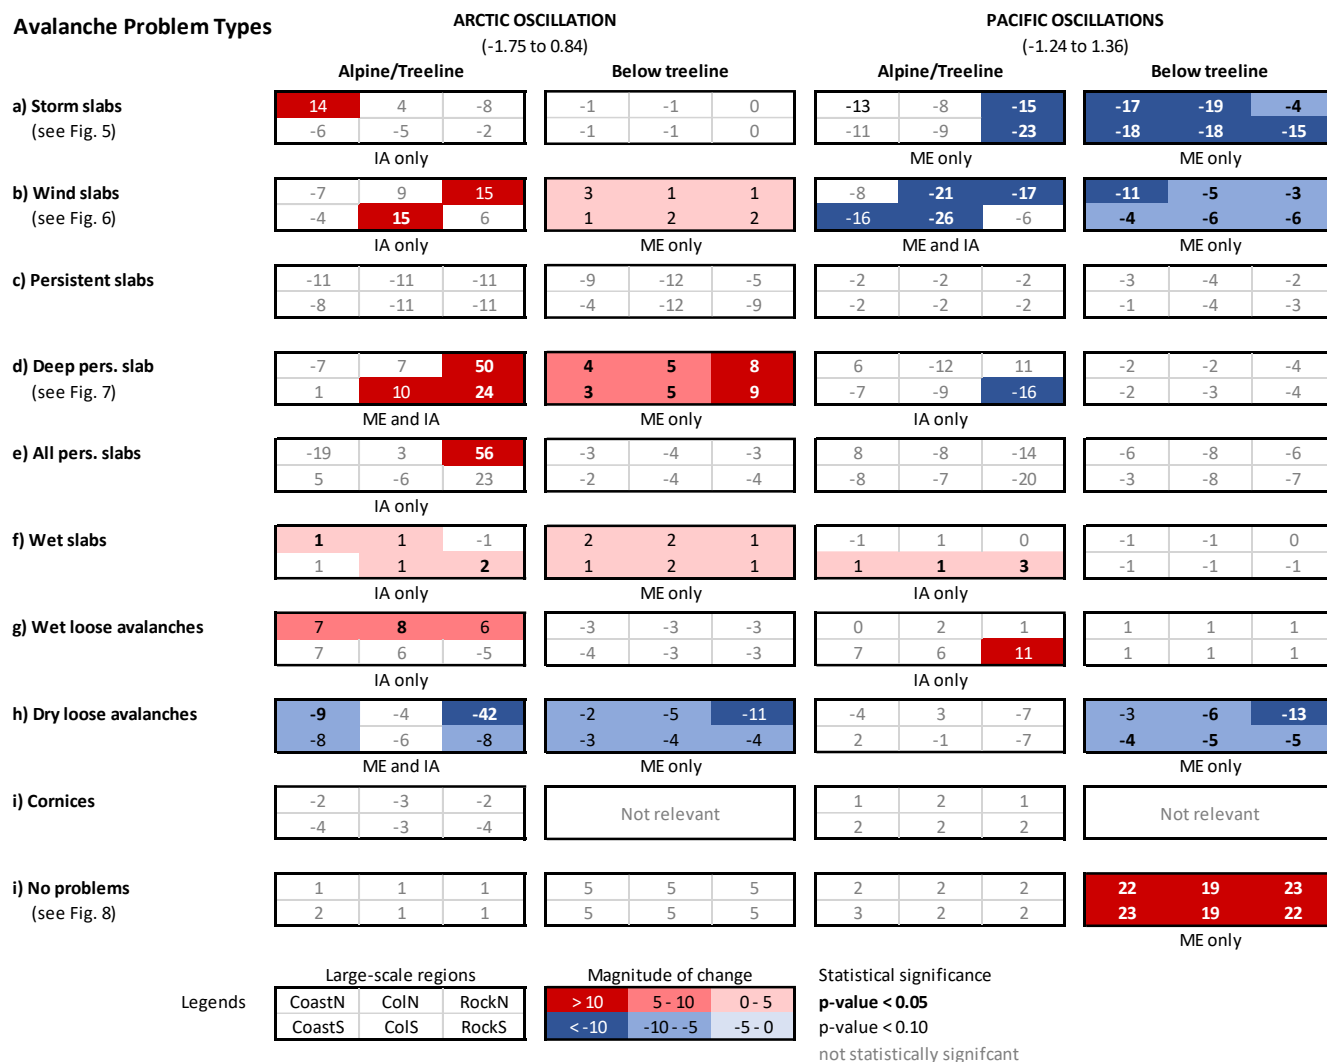 Avalanche Problem Types ARCTIC OSCILLATION PACIFIC OSCILLATIONS
(-1.75 to 0.84) (-1.24 to 1.36)
Alpine/Treeline Below treeline Alpine/Treeline Below treeline
a) Storm slabs 14 4 -8 -1 -1 0 -13 -8 -15 -17 -19 -4
(see Fig. 5) -6 -5 -2 -1 -1 0 -11 -9 -23 -18 -18 -15
IA only ME only ME only
b) Wind slabs -7 9 15 3 1 1 -8 -21 -17 -11 -5 -3
(see Fig. 6) -4 15 6 1 2 2 -16 -26 -6 -4 -6 -6
IA only ME only ME and IA ME only
c) Persistent slabs -11 -11 -11 -9 -12 -5 -2 -2 -2 -3 -4 -2
-8 -11 -11 -4 -12 -9 -2 -2 -2 -1 -4 -3
d) Deep pers. slab -7 7 50 4 5 8 6 -12 11 -2 -2 -4
(see Fig. 7) 1 10 24 3 5 9 -7 -9 -16 -2 -3 -4
ME and IA ME only IA only
e) All pers. slabs -19 3 56 -3 -4 -3 8 -8 -14 -6 -8 -6
5 -6 23 -2 -4 -4 -8 -7 -20 -3 -8 -7
IA only
f) Wet slabs 1 1 -1 2 2 1 -1 1 0 -1 -1 0
1 1 2 1 2 1 1 1 3 -1 -1 -1
IA only ME only IA only
g) Wet loose avalanches 7 8 6 -3 -3 -3 0 2 1 1 1 1
7 6 -5 -4 -3 -3 7 6 11 1 1 1
IA only IA only
h) Dry loose avalanches -9 -4 -42 -2 -5 -11 -4 3 -7 -3 -6 -13
-8 -6 -8 -3 -4 -4 2 -1 -7 -4 -5 -5
ME and IA ME only ME only
i) Cornices -2 -3 -2 Not relevant 1 2 1 Not relevant
-4 -3 -4 2 2 2
i) No problems 1 1 1 5 5 5 2 2 2 22 19 23
(see Fig. 8) 2 1 1 5 5 5 3 2 2 23 19 22
ME only
Large-scale regions Magnitude of change Statistical significance
Legends CoastN ColN RockN > 10 5 - 10 0 - 5 p-value < 0.05
CoastS ColS RockS < -10 -10 - -5 -5 - 0 p-value < 0.10
not statistically signifcant